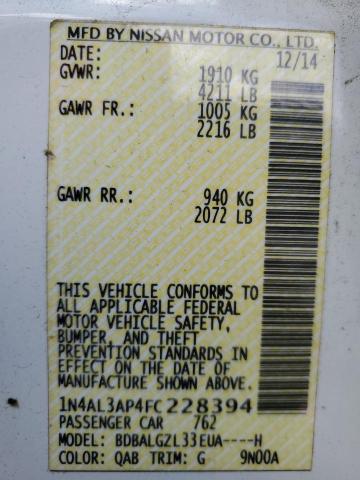 MFD BY NISSAN MOTOR CO., LTD.
DATE: 12/14
GVWR: 1910 KG
4211 LB
GAWR FR.: 1005 KG
2216 LB
GAWR RR.: 940 KG
2072 LB
THIS VEHICLE CONFORMS TO
ALL APPLICABLE FEDERAL
MOTOR VEHICLE SAFETY,
BUMPER, AND THEFT
PREVENTION STANDARDS IN
EFFECT ON THE DATE OF
MANUFACTURE SHOWN ABOVE.
1N4AL3AP4FC228394
PASSENGER CAR 762
MODEL: BDBALGZL33EUA----H
COLOR: QAB TRIM: G 9N00A